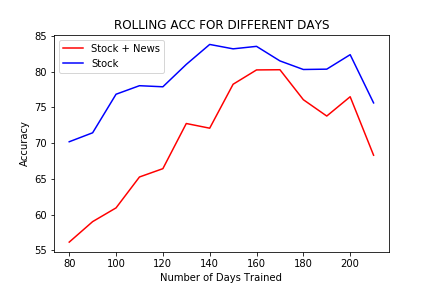 ROLLING ACC FOR DIFFERENT DAYS
Stock + News
Stock
85
80
75
70
65
60
55
Accuracy
80 100 120 140 160 180 200
Number of Days Trained